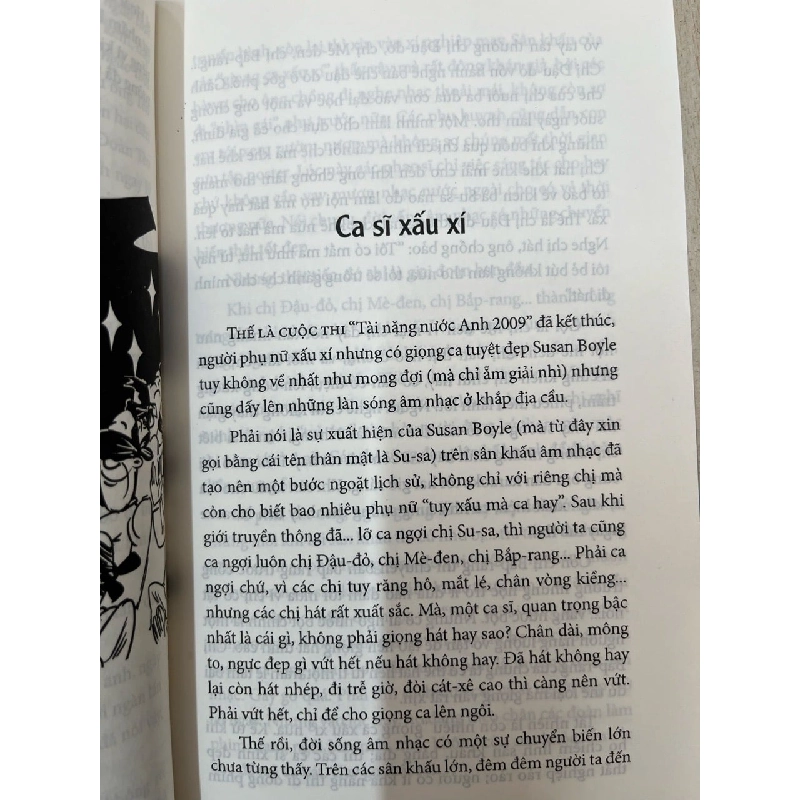 Ca sĩ xấu xí
THẾ LÀ CUỘC THI “Tài năng nước Anh 2009” đã kết thúc,
người phụ nữ xấu xí nhưng có giọng ca tuyệt đẹp Susan Boyle
tuy không về nhất như mọng đợi (mà chỉ ẵm giải nhì) nhưng
cũng dấy lên những làn sóng âm nhạc ở khắp địa cầu.
Phải nói là sự xuất hiện của Susan Boyle (mà từ đây xin
gọi bằng cái tên thân mật là Su-sa) trên sân khấu âm nhạc đã
tạo nên một bước ngoặt lịch sử, không chỉ với riêng chị mà
còn cho biết bao nhiêu phụ nữ “tuy xấu mà ca hay”. Sau khi
giới truyền thông đã... lỡ ca ngợi chị Su-sa, thì người ta cũng
ca ngợi luôn chị Đậu-đỏ, chị Mè-đen, chị Bắp-rang... Phải ca
ngợi chứ, vì các chị tuy răng hô, mắt lé, chân vòng kiềng...
nhưng các chị hát rất xuất sắc. Mà, một ca sĩ, quan trọng bậc
nhất là cái gì, không phải giọng hát hay sao? Chân dài, mông
to, ngực đẹp gì vứt hết nếu hát không hay. Đã hát không hay
lại còn hát nhép, đi trễ giờ, đòi cát-xê cao thì càng nên vứt.
Phải vứt hết, chỉ để cho giọng ca lên ngôi.
Thế rồi, đời sống âm nhạc có một sự chuyển biến lớn
chưa từng thấy. Trên các sân khấu lớn, đêm đêm người ta đến